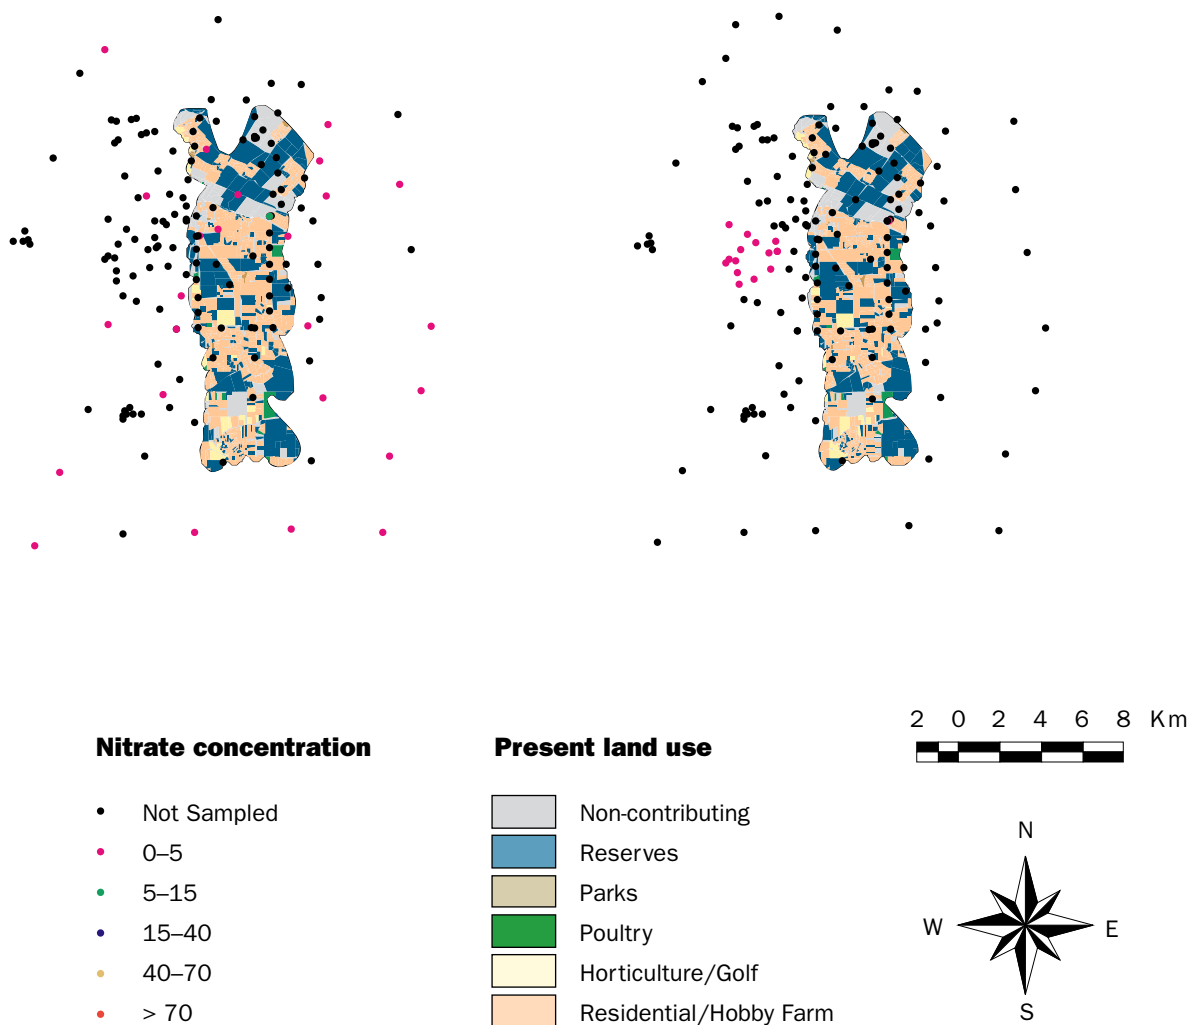 2 0 2 4 6 8 Km
Nitrate concentration
Not Sampled
0–5
5–15
15–40
40–70
> 70
Present land use
Non-contributing
Reserves
Parks
Poultry
Horticulture/Golf
Residential/Hobby Farm
N
W
E
S